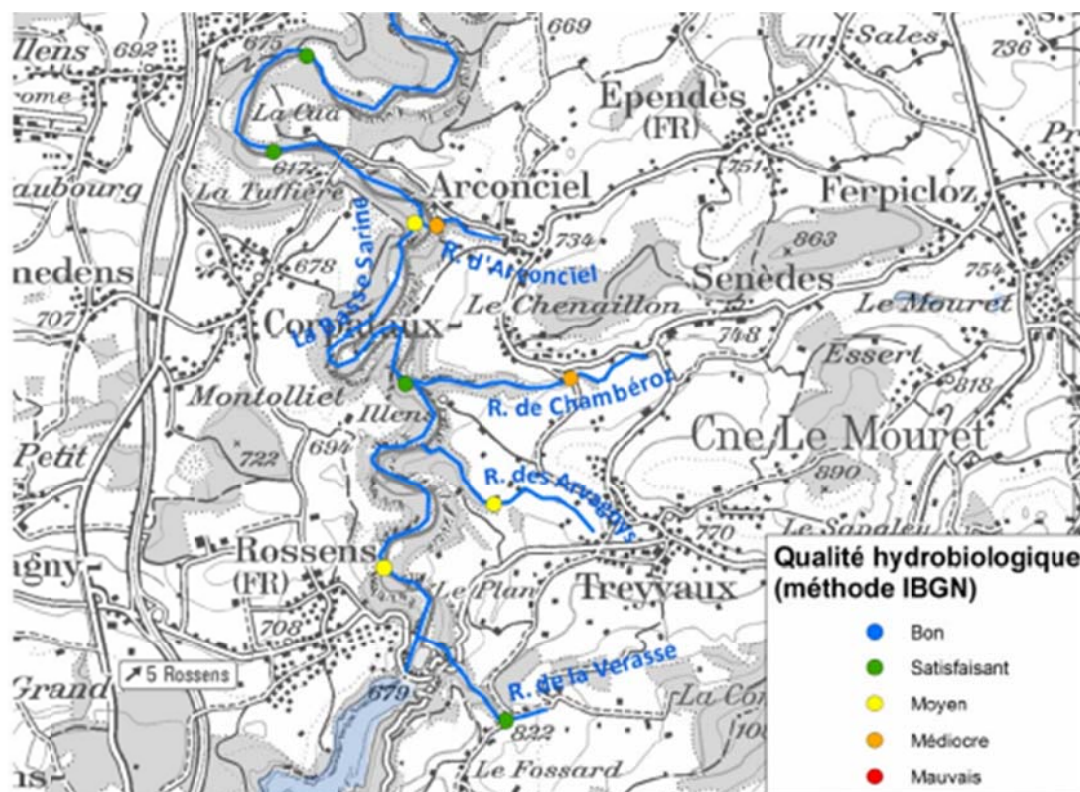 llens 692
675
669
711
Sales
736
rome
La Cua
Ependes
(FR)
617
751
aubourg
La Tuffière
Arconciel
Ferpicloz
La Basse Sarine
734
863
nedens
678
R. d'Arconciel
Senèdes
754
707
Le Chenaillon
Le Mouret
748
Essert
Montolliet
Illens
R. de Chambéroz
818
Petit
722
694
Cne Le Mouret
890
R. des Arvagnys
770
Rossens
(FR)
agny
Le Plan
Treyvaux
708
Qualité hydrobiologique
(méthode IBGN)
Bon
Satisfaisant
Moyen
Médiocre
Mauvais
5 Rossens
Grand
679
R. de la Verasse
822
Le Fossard